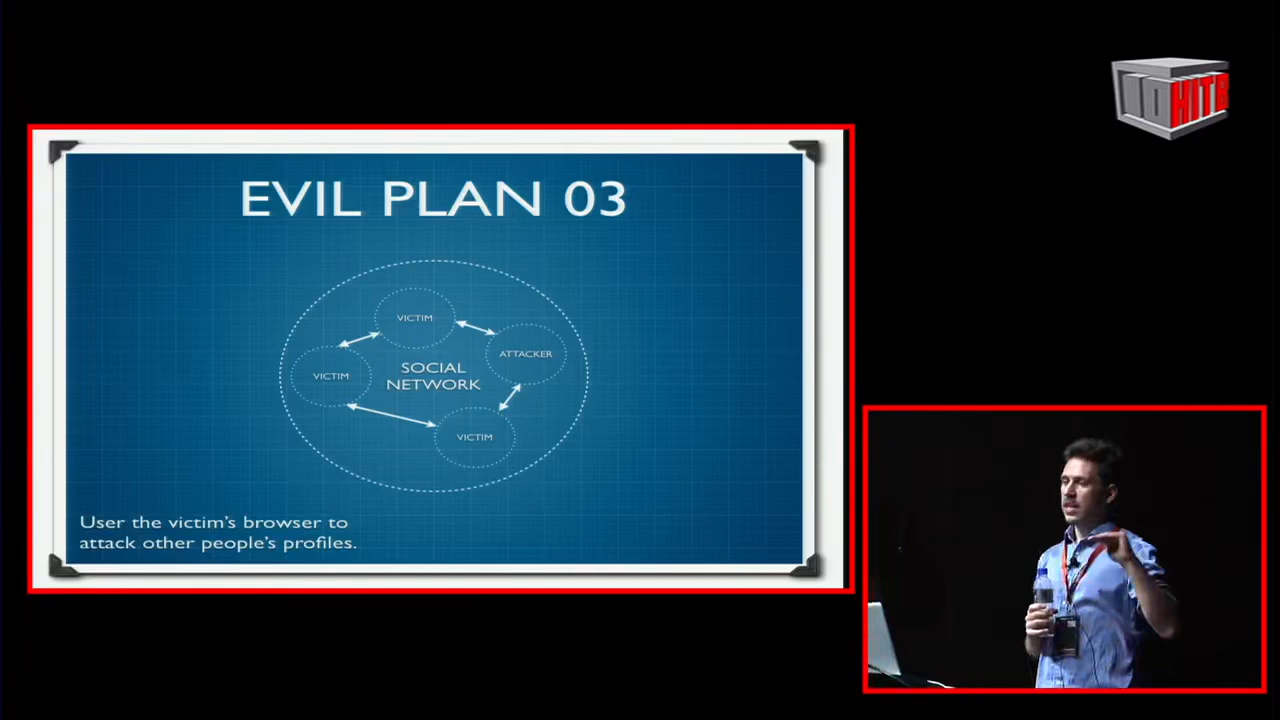 10
HITB
EVIL PLAN 03
VICTIM
ATTACKER
VICTIM
SOCIAL
NETWORK
VICTIM
User the victim's browser to
attack other people's profiles.